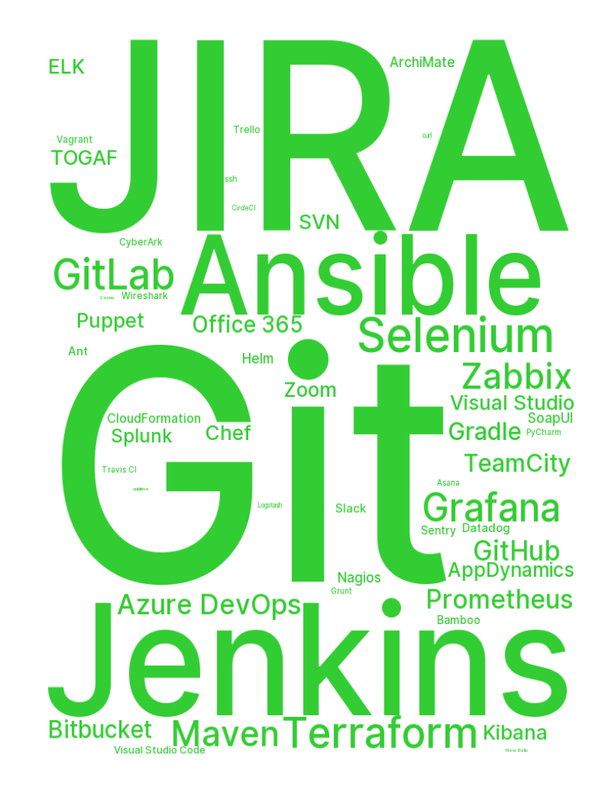 JIRA
ELK
ArchiMate
Trello
curl
Vagrant
TOGAF
ssh
CircleCI
SVN
CyberArk
Ansible
GitLab
Wireshark
Puppet
Office 365
Selenium
Ant
Helm
Zoom
Git
Zabbix
Visual Studio
SoapUI
CloudFormation
Splunk
Chef
Gradle
PyCharm
TeamCity
Travis CI
Asana
Logstash
Slack
Grafana
Sentry
Datadog
GitHub
AppDynamics
Nagios
Grunt
Azure DevOps
Prometheus
Bamboo
Jenkins
Bitbucket
Maven
Terraform
Kibana
Visual Studio Code